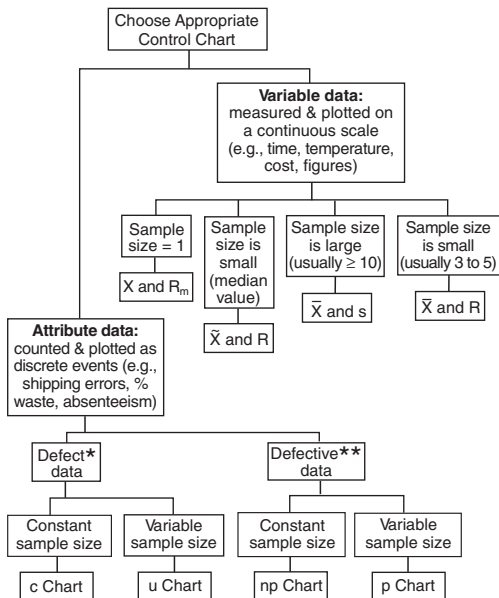 Choose Appropriate
Control Chart
Variable data:
measured & plotted on
a continuous scale
(e.g., time, temperature,
cost, figures)
Sample
size = 1
X and Rₘ
Sample
size is
small
(median
value)
X̃ and R
Sample size
is large
(usually ≥ 10)
X̄ and s
Sample size
is small
(usually 3 to 5)
X̄ and R
Attribute data:
counted & plotted as
discrete events (e.g.,
shipping errors, %
waste, absenteeism)
Defect*
data
Defective**
data
Constant
sample size
Variable
sample size
Constant
sample size
Variable
sample size
c Chart
u Chart
np Chart
p Chart